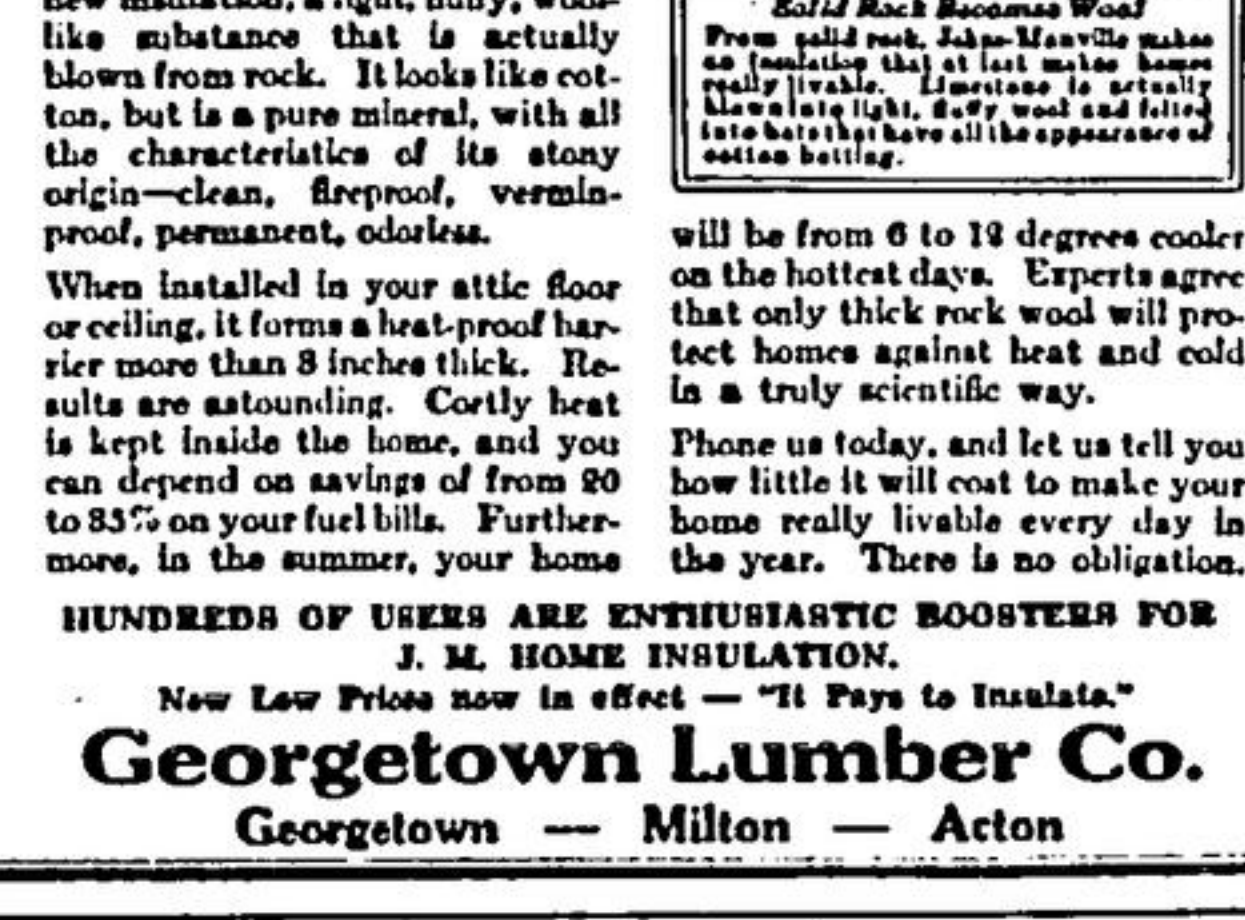 new insulation, a light, fluffy, wool-
like substance that is actually
blown from rock. It looks like cot-
ton, but is a pure mineral, with all
the characteristics of its stony
origin—clean, fireproof, vermin-
proof, permanent, odorless.
When installed in your attic floor
or ceiling, it forms a heat-proof bar-
rier more than 3 inches thick. Re-
sults are astounding. Costly heat
is kept inside the home, and you
can depend on savings of from 20
to 35% on your fuel bills. Further-
more, in the summer, your home
Solid Rock Becomes Wool
From solid rock, Johns-Manville makes
an insulation that at last makes homes
really livable. Limestone is actually
blown into light, fluffy wool and felted
into bats that have all the appearance of
cotton batting.
will be from 6 to 12 degrees cooler
on the hottest days. Experts agree
that only thick rock wool will pro-
tect homes against heat and cold
in a truly scientific way.
Phone us today, and let us tell you
how little it will cost to make your
home really livable every day in
the year. There is no obligation.
HUNDREDS OF USERS ARE ENTHUSIASTIC BOOSTERS FOR
J. M. HOME INSULATION.
New Low Prices now in effect — "It Pays to Insulate."
Georgetown Lumber Co.
Georgetown — Milton — Acton